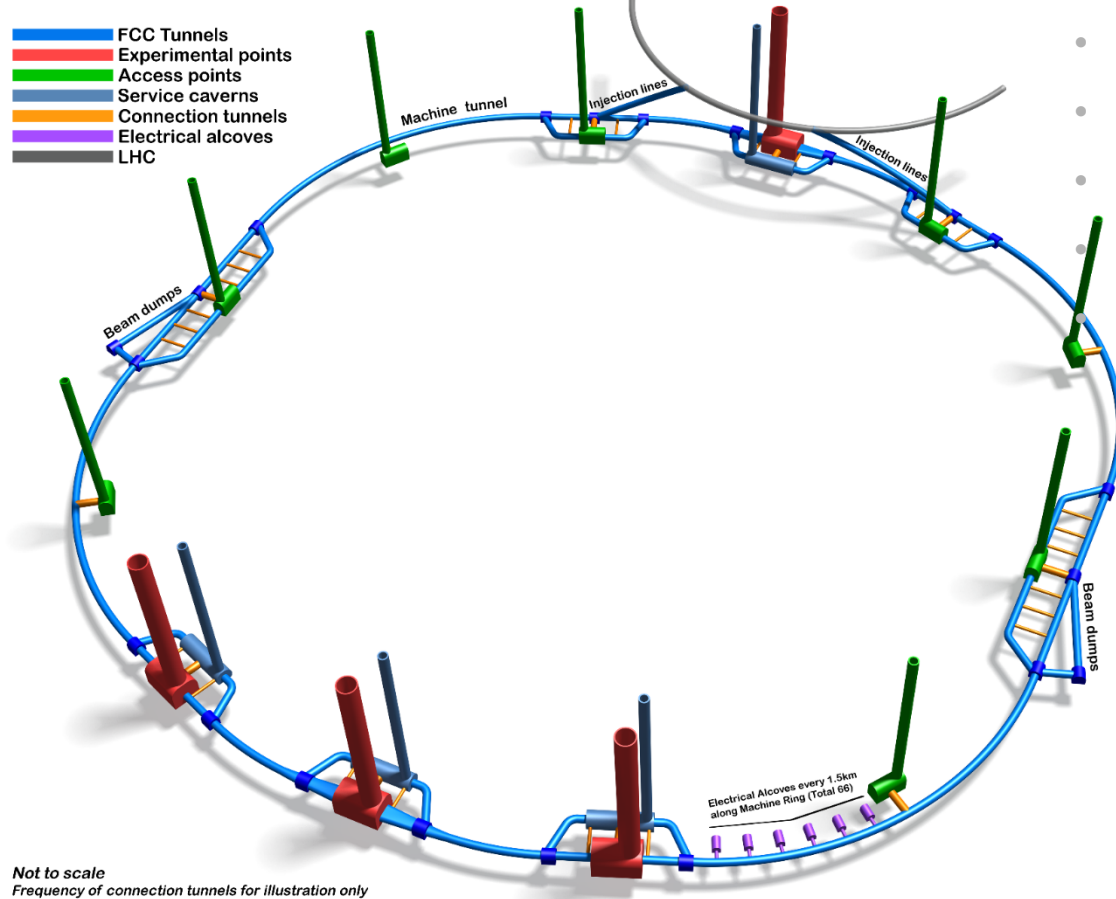 FCC Tunnels
Experimental points
Access points
Service caverns
Connection tunnels
Electrical alcoves
LHC
Machine tunnel
Injection lines
Injection lines
Beam dumps
Beam dumps
Electrical Alcoves every 1.5km
along Machine Ring (Total 66)
Not to scale
Frequency of connection tunnels for illustration only